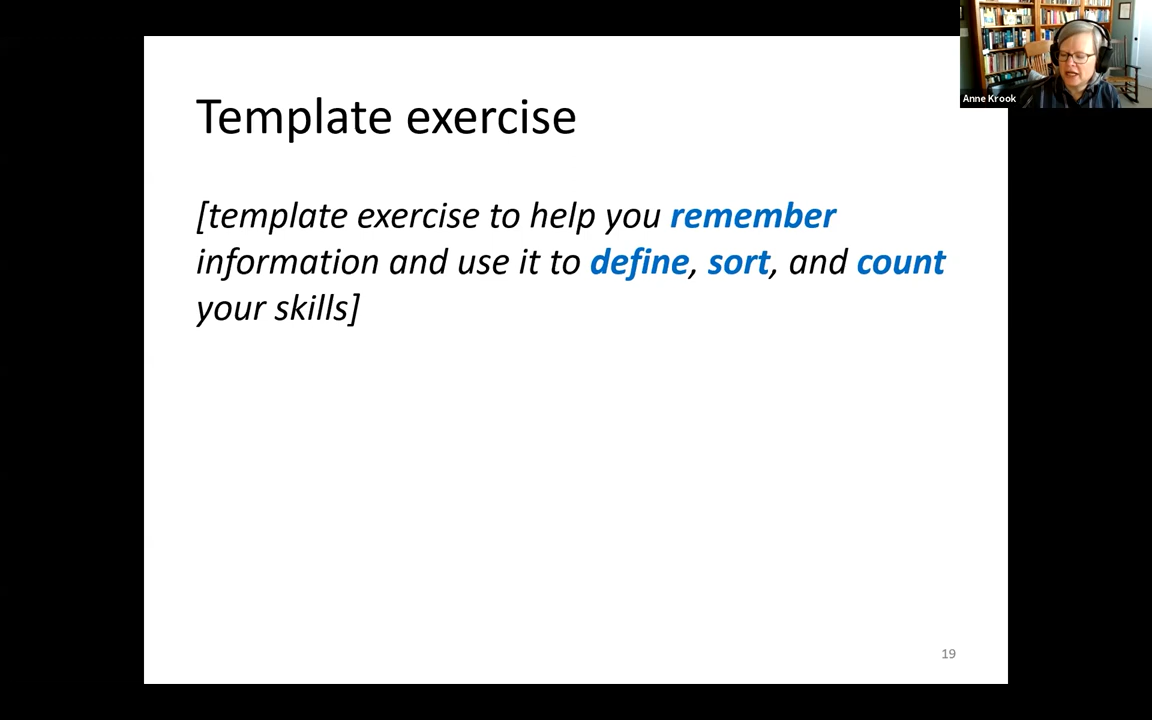 Anne Krook
Template exercise
[template exercise to help you remember
information and use it to define, sort, and count
your skills]
19